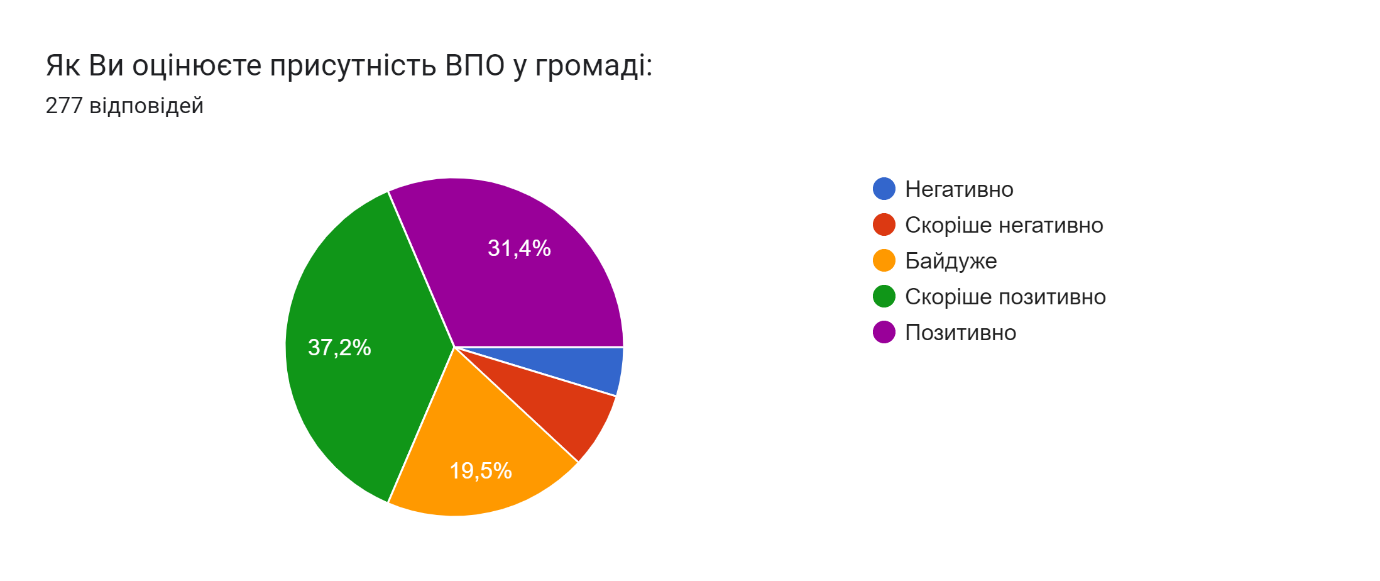 Як Ви оцінюєте присутність ВПО у громаді:
277 відповідей
31,4%
37,2%
19,5%
Негативно
Скоріше негативно
Байдуже
Скоріше позитивно
Позитивно